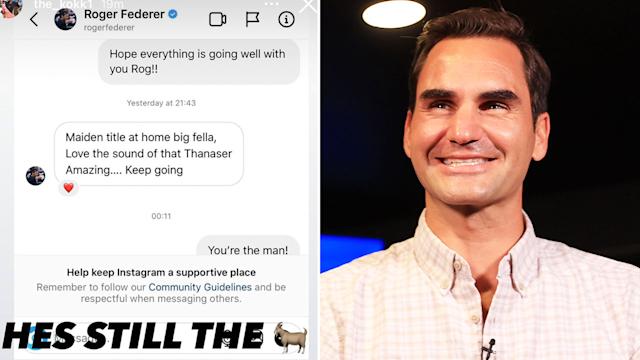 the_kokk1 19m
Roger Federer
rogerfederer
Hope everything is going well with
you Rog!!
Yesterday at 21:43
Maiden title at home big fella,
Love the sound of that Thanaser
Amazing.... Keep going
00:11
You're the man!
Help keep Instagram a supportive place
Remember to follow our Community Guidelines and be
respectful when messaging others.
HES STILL THE